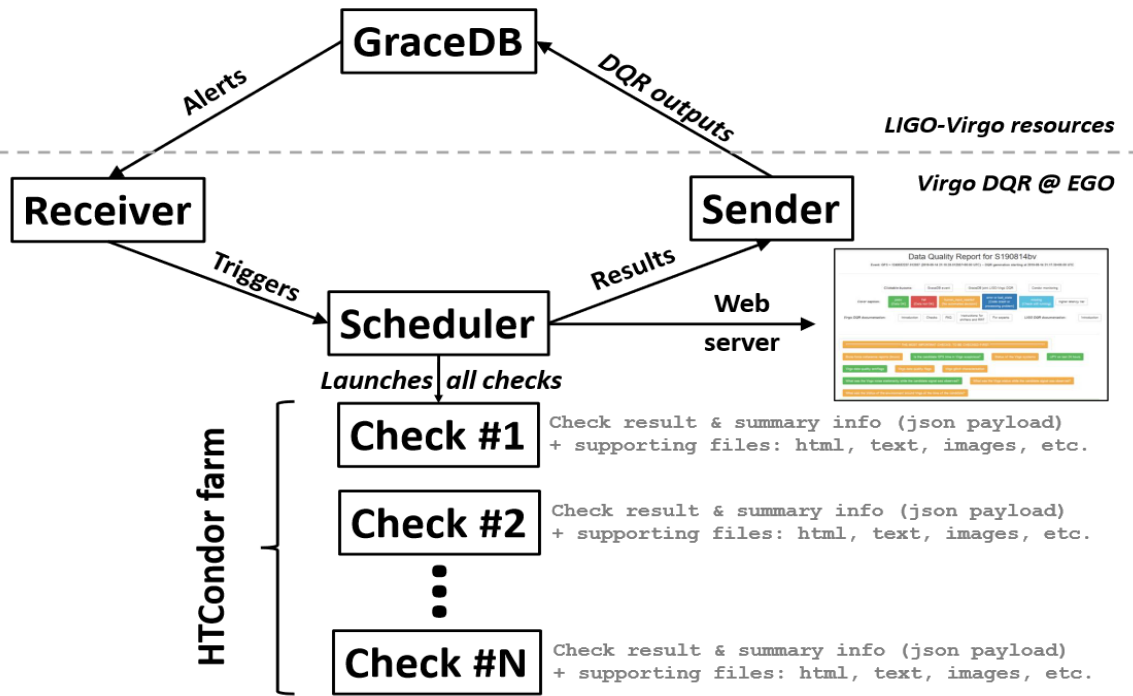 GraceDB
Alerts
DQR outputs
LIGO-Virgo resources
Virgo DQR @ EGO
Receiver
Sender
Triggers
Results
Data Quality Report for S190814bv
Scheduler
Web
server
Launches all checks
HTCondor farm
Check #1
Check result & summary info (json payload)
+ supporting files: html, text, images, etc.
Check #2
Check result & summary info (json payload)
+ supporting files: html, text, images, etc.
Check #N
Check result & summary info (json payload)
+ supporting files: html, text, images, etc.